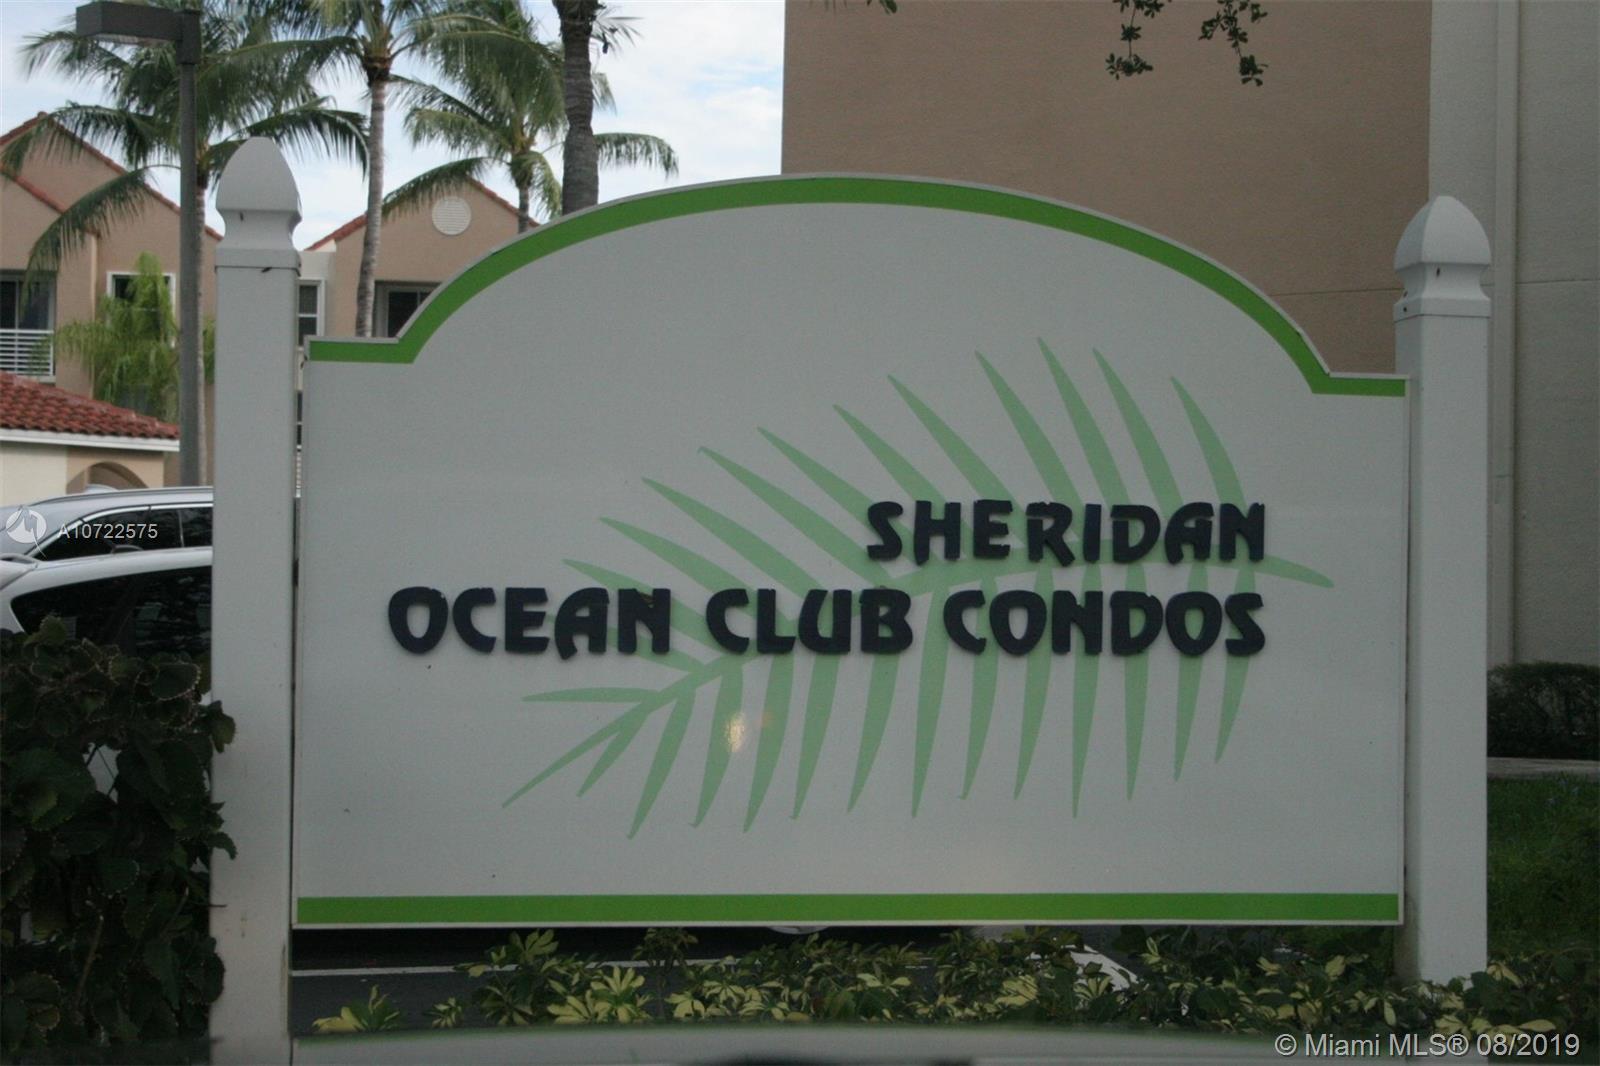 SHERIDAN
OCEAN CLUB CONDOS
A10722575
© Miami MLS® 08/2019